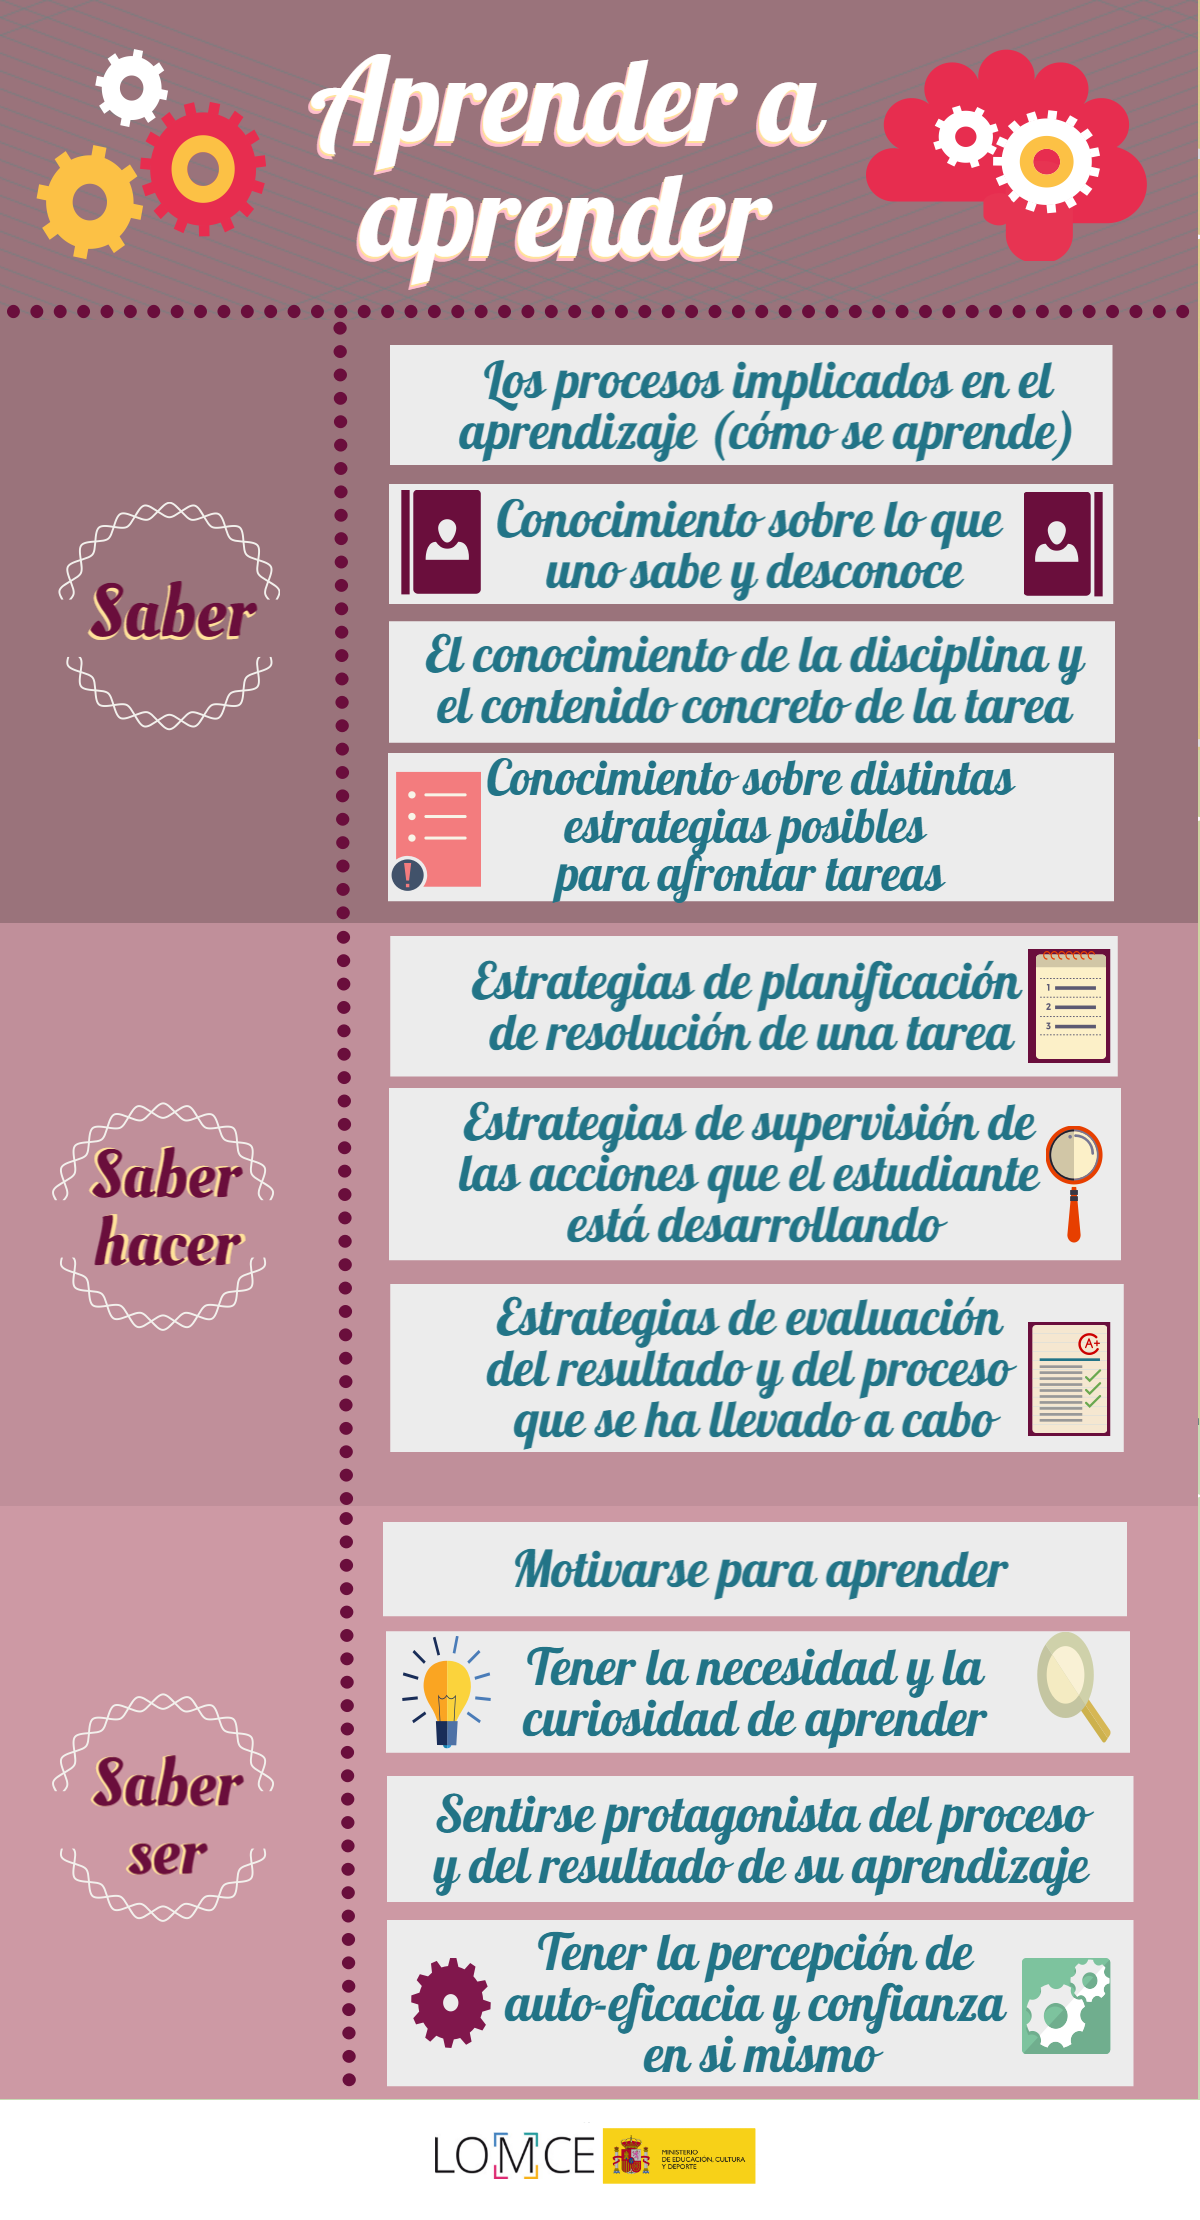 Aprender a
aprender
Saber
Los procesos implicados en el
aprendizaje (cómo se aprende)
Conocimiento sobre lo que
uno sabe y desconoce
El conocimiento de la disciplina y
el contenido concreto de la tarea
Conocimiento sobre distintas
estrategias posibles
para afrontar tareas
!
Saber
hacer
Estrategias de planificación
de resolución de una tarea
1
2
3
Estrategias de supervisión de
las acciones que el estudiante
está desarrollando
Estrategias de evaluación
del resultado y del proceso
que se ha llevado a cabo
A+
Saber
ser
Motivarse para aprender
Tener la necesidad y la
curiosidad de aprender
Sentirse protagonista del proceso
y del resultado de su aprendizaje
Tener la percepción de
auto-eficacia y confianza
en si mismo
LOMCE
MINISTERIO
DE EDUCACIÓN, CULTURA
Y DEPORTE